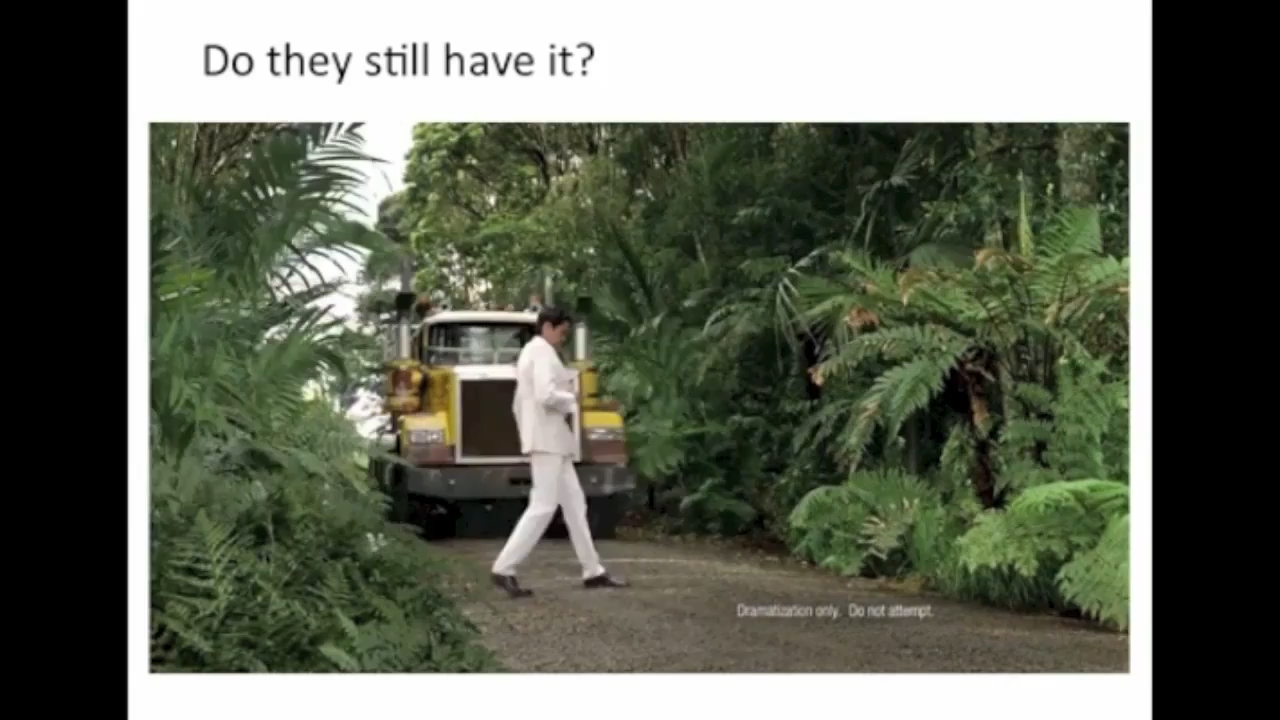 Do they still have it?
Dramatization only. Do not attempt.